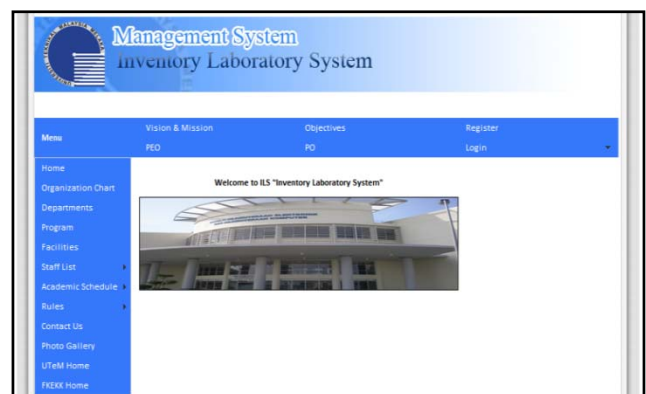 Management System
Inventory Laboratory System
Menu
Vision & Mission
Objectives
Register
PEO
PO
Login
Home
Organization Chart
Departments
Program
Facilities
Staff List
Academic Schedule
Rules
Contact Us
Photo Gallery
UTeM Home
FKEKK Home
Welcome to ILS "Inventory Laboratory System"